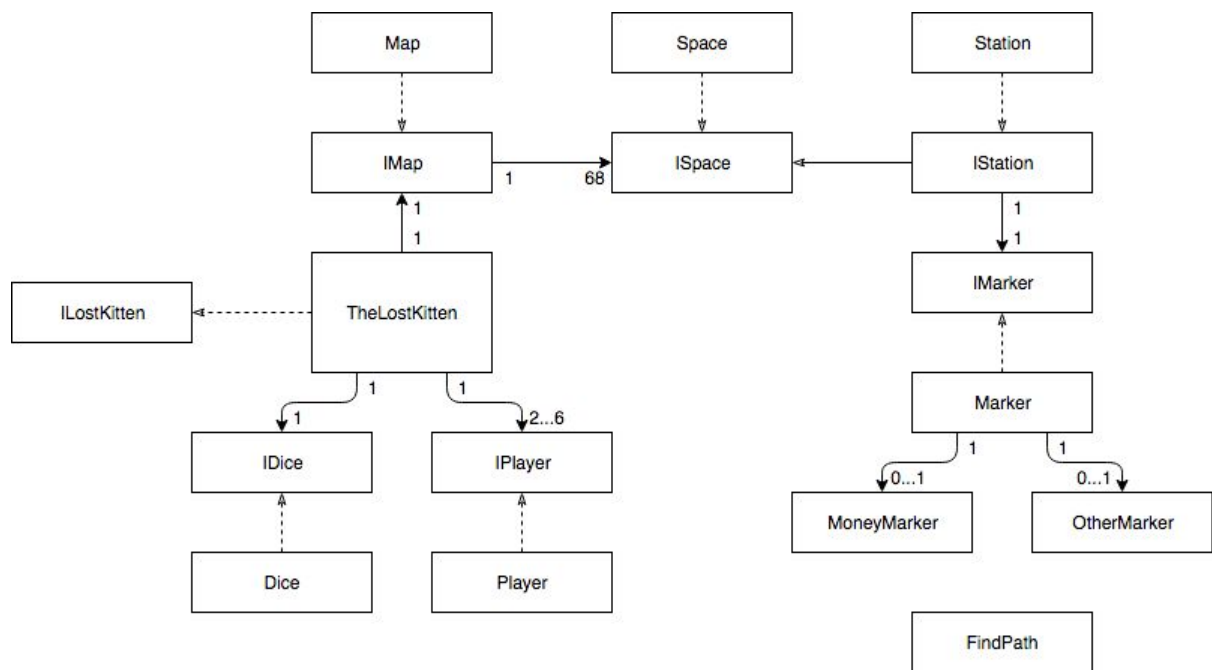 Map
Space
Station
IMap
1
68
ISpace
IStation
1
1
1
1
ILostKitten
TheLostKitten
IMarker
1
1
1
2...6
Marker
IDice
IPlayer
1
1
0...1
0...1
MoneyMarker
OtherMarker
Dice
Player
FindPath